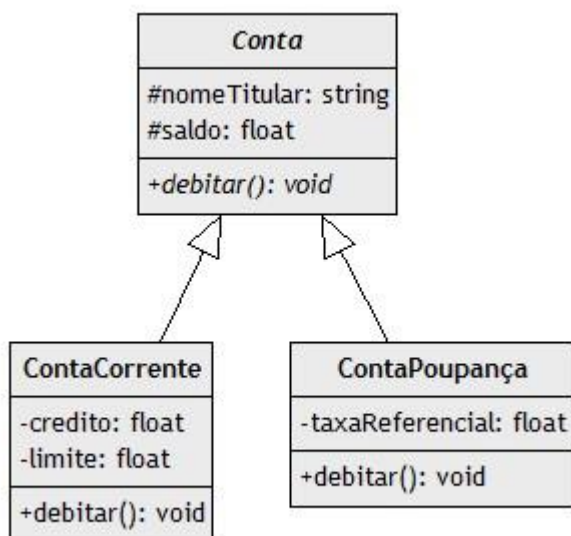 Conta
#nomeTitular: string
#saldo: float
+debitar(): void
ContaCorrente
-credito: float
-limite: float
+debitar(): void
ContaPoupança
-taxaReferencial: float
+debitar(): void